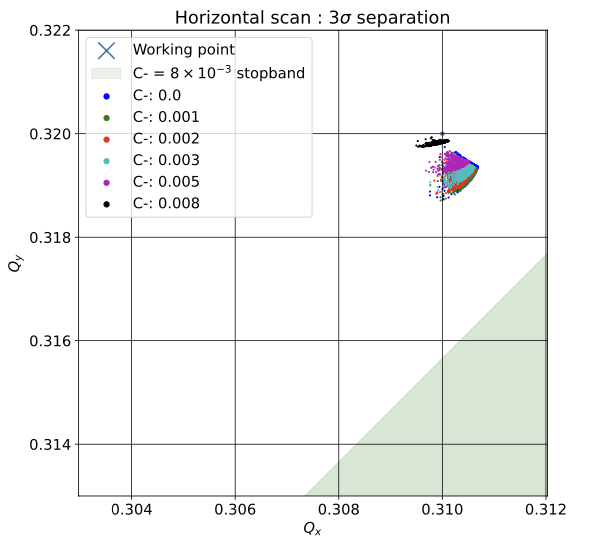 Horizontal scan : 3σ separation
0.322
0.320
0.318
0.316
0.314
Qy
Working point
C- = 8 × 10⁻³ stopband
C-: 0.0
C-: 0.001
C-: 0.002
C-: 0.003
C-: 0.005
C-: 0.008
0.304 0.306 0.308 0.310 0.312
Qx